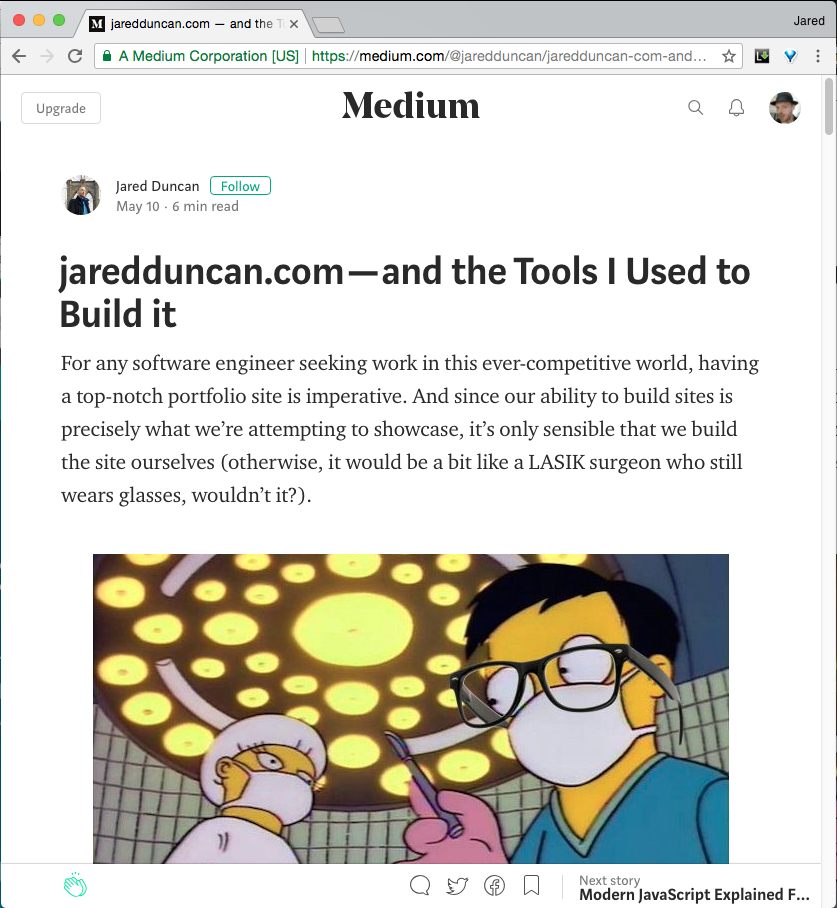 jaredduncan.com — and the T
Jared
A Medium Corporation [US] https://medium.com/@jaredduncan/jaredduncan-com-and...
Upgrade
Medium
Jared Duncan Follow
May 10 · 6 min read
jaredduncan.com — and the Tools I Used to
Build it
For any software engineer seeking work in this ever-competitive world, having
a top-notch portfolio site is imperative. And since our ability to build sites is
precisely what we’re attempting to showcase, it’s only sensible that we build
the site ourselves (otherwise, it would be a bit like a LASIK surgeon who still
wears glasses, wouldn’t it?).
Next story
Modern JavaScript Explained F...